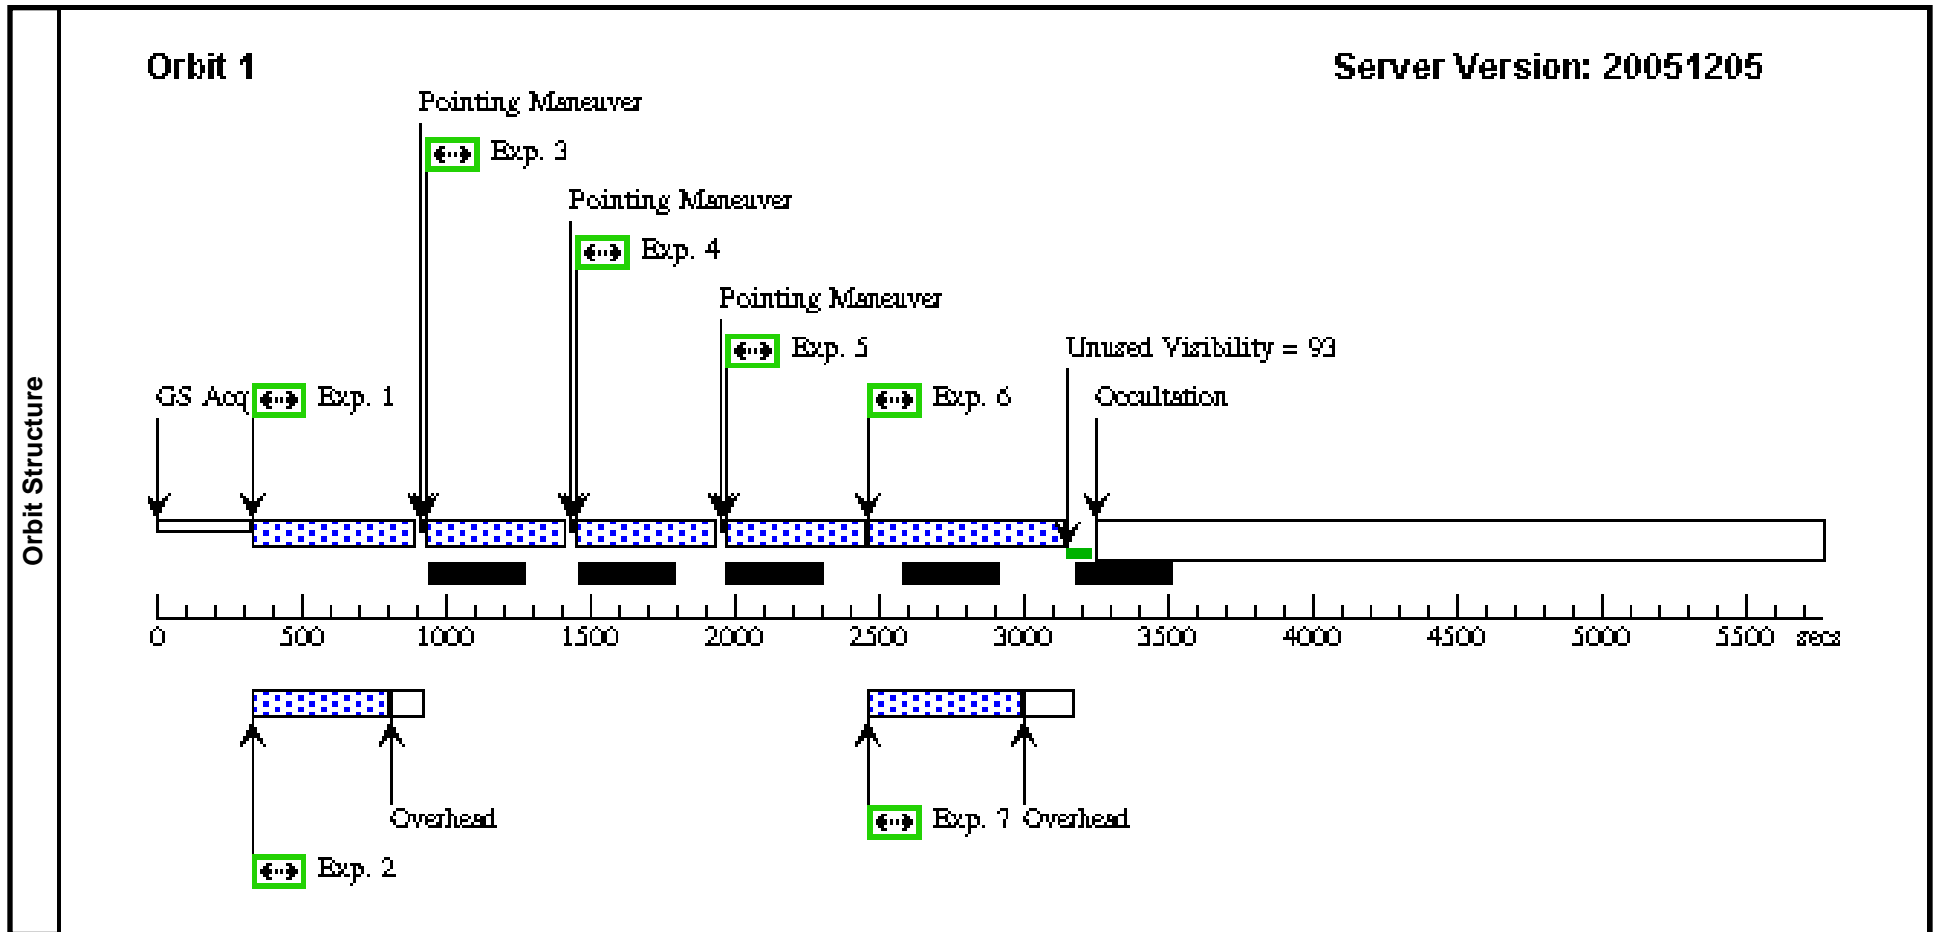 Orbit 1
Server Version: 20051205
Pointing Maneuver
Exp. 3
Pointing Maneuver
Exp. 4
Pointing Maneuver
Exp. 5
Unused Visibility = 93
GS Acq
Exp. 1
Exp. 6
Occultation
Orbit Structure
0 500 1000 1500 2000 2500 3000 3500 4000 4500 5000 5500 secs
Overhead
Exp. 7
Overhead
Exp. 2